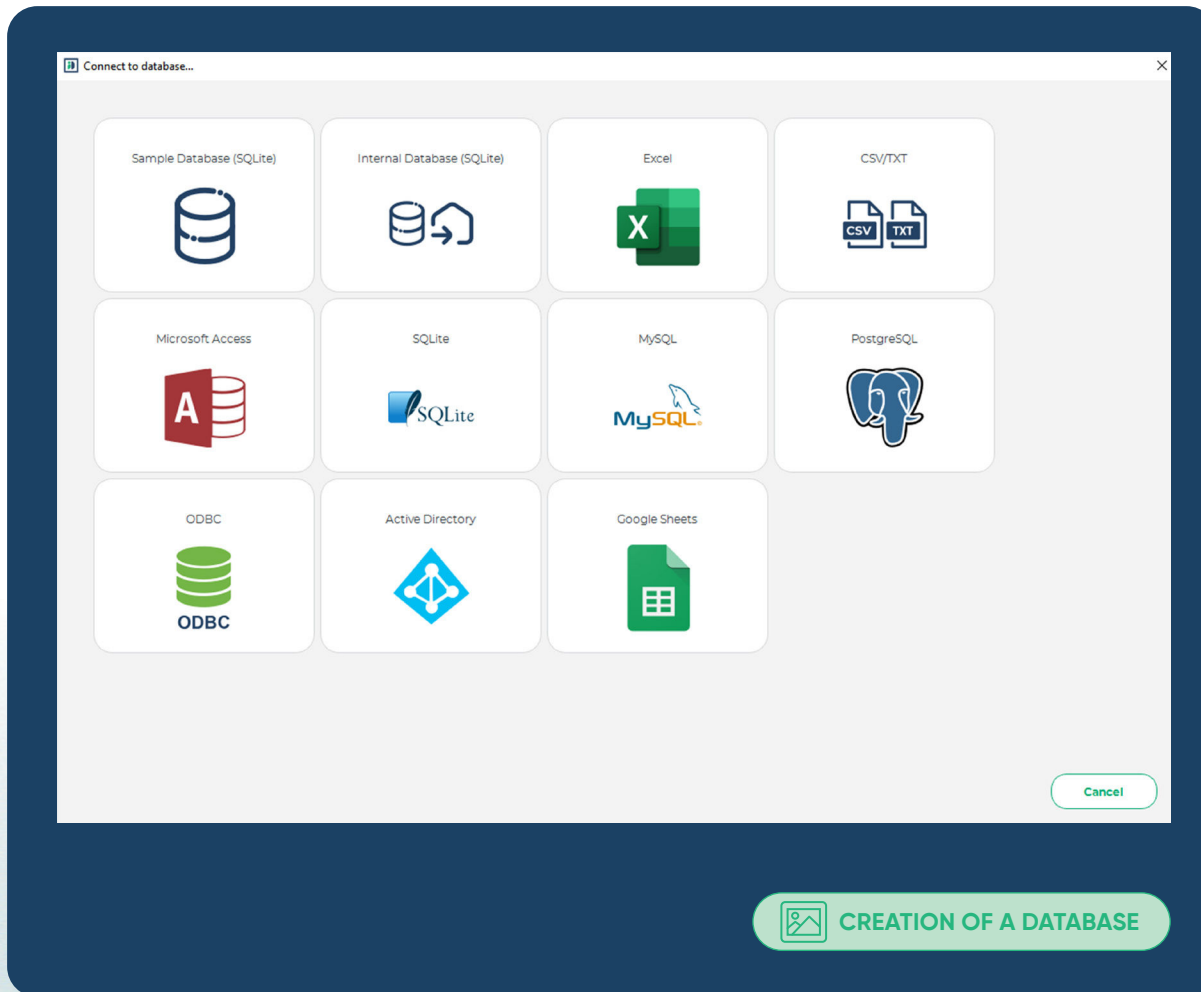 Connect to database...
Sample Database (SQLite)
Internal Database (SQLite)
Excel
CSV/TXT
X
CSV
TXT
Microsoft Access
SQLite
MySQL
PostgreSQL
A
SQLite
MySQL®
ODBC
Active Directory
Google Sheets
ODBC
Cancel
CREATION OF A DATABASE